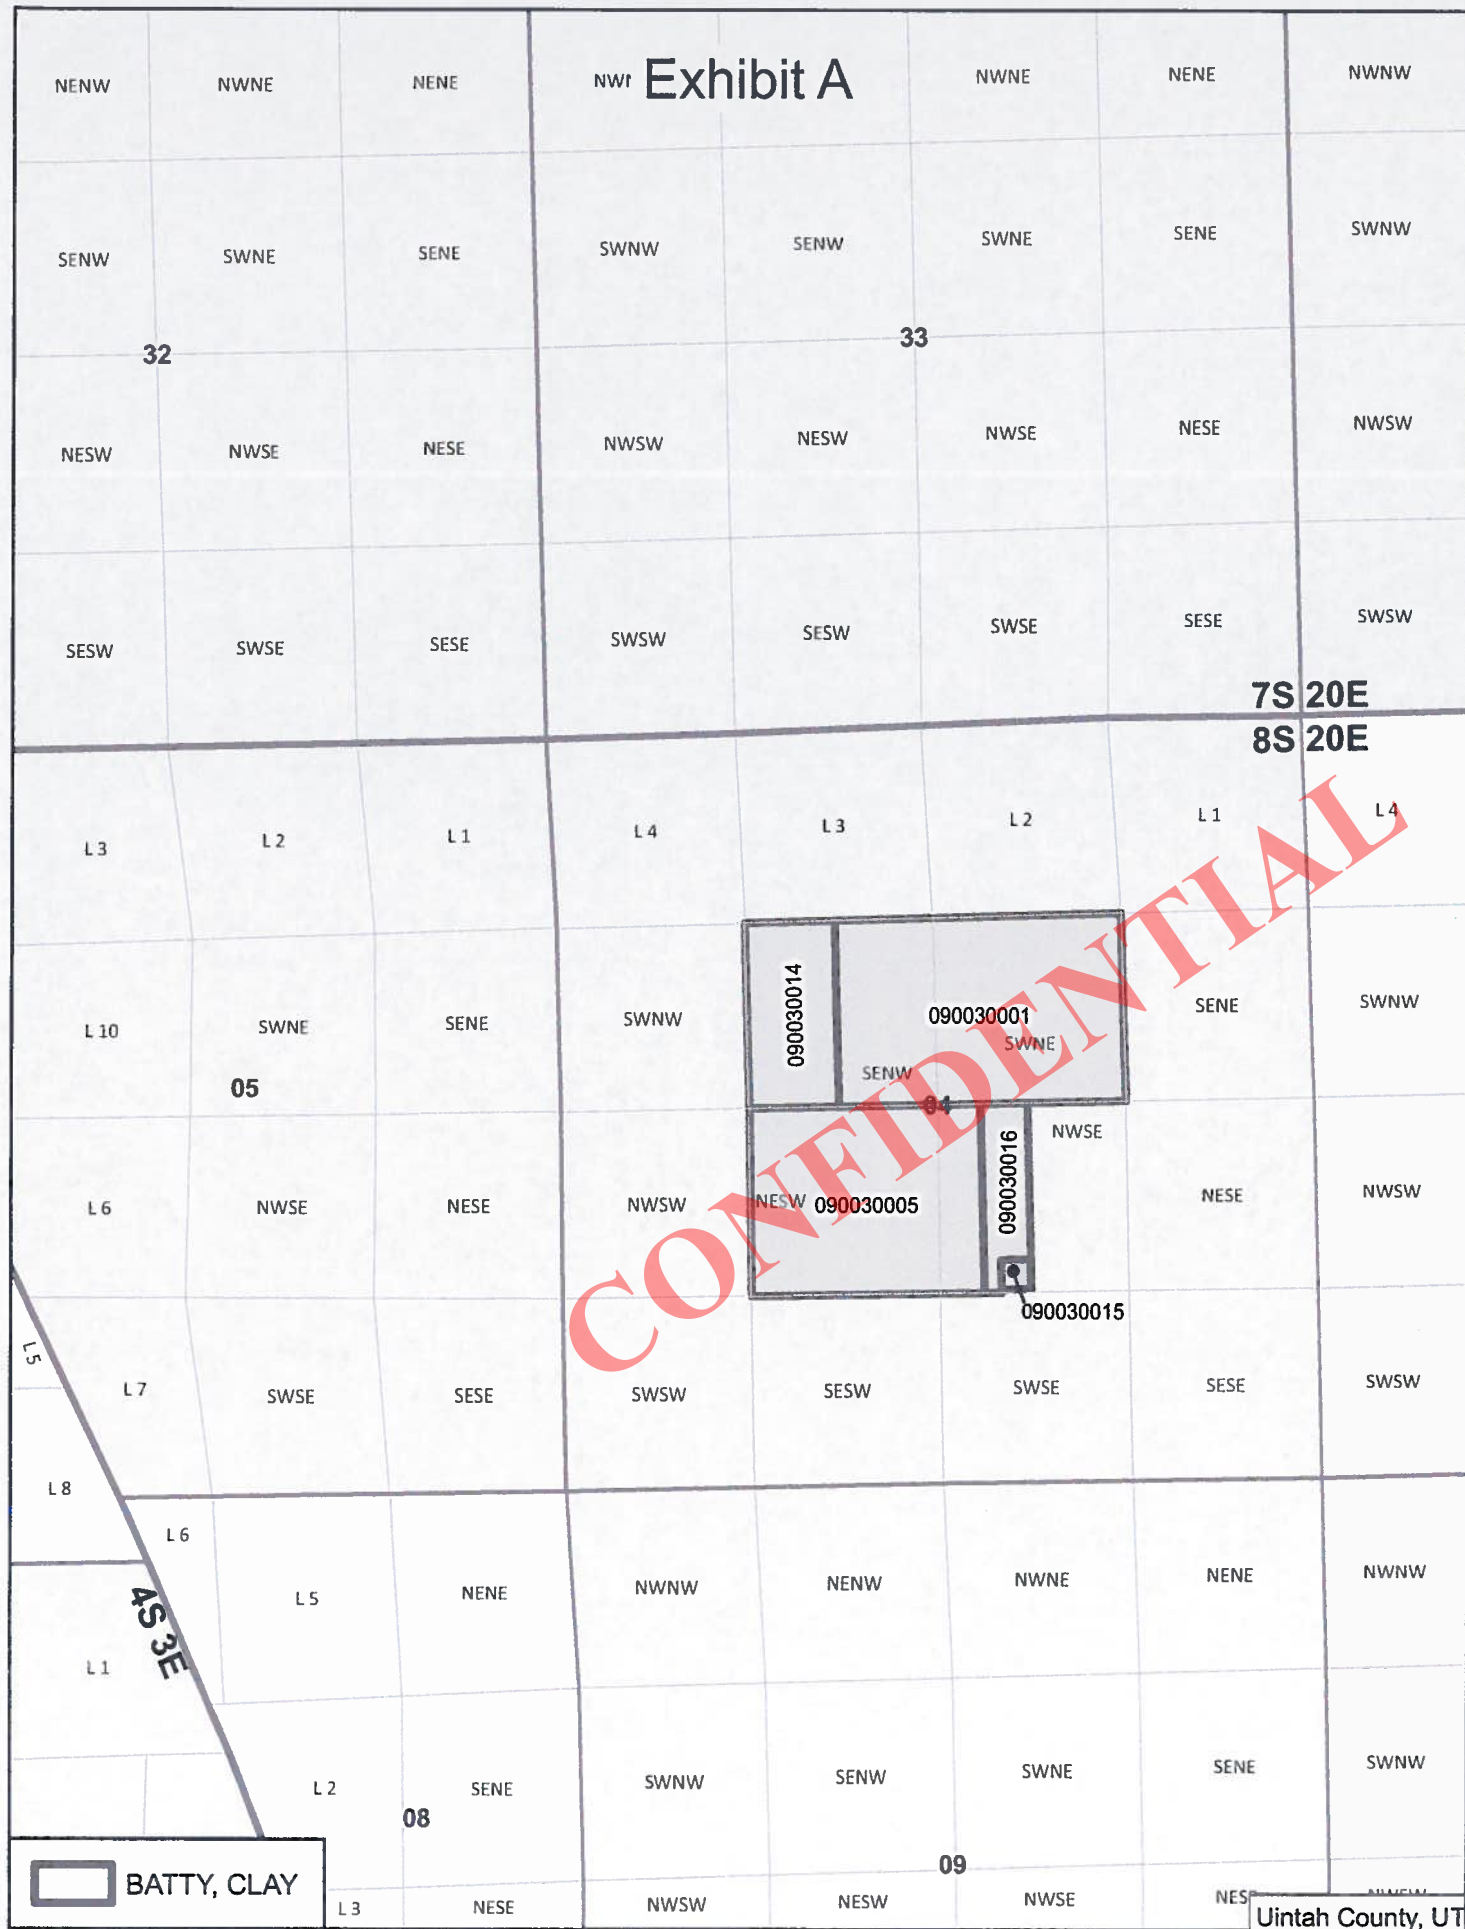 Exhibit A
NENW NWNE NENE NWN NWNE NENE NWNW
SENW SWNE SENE SWNW SENW SWNE SENE SWNW
32 33
NESW NWSE NESE NWSW NESW NWSE NESE NWSW
SESW SWSE SESE SWSW SESW SWSE SESE SWSW
7S 20E
8S 20E
L 3 L 2 L 1 L 4 L 3 L 2 L 1 L 4
090030014 090030001
L 10 SWNE SENE SWNW SENW SWNE SENE SWNW
05 04
090030016 NWSE
L 6 NWSE NESE NWSW NESW 090030005 NESE NWSW
090030015
L 5
L 7 SWSE SESE SWSW SESW SWSE SESE SWSW
L 8
L 6
L 5 NENE NWNW NENW NWNE NENE NWNW
4S 3E
L 1
L 2 SENE SWNW SENW SWNE SENE SWNW
08
09
BATTY, CLAY
L 3 NESE NWSW NESW NWSE
Uintah County, UT
CONFIDENTIAL